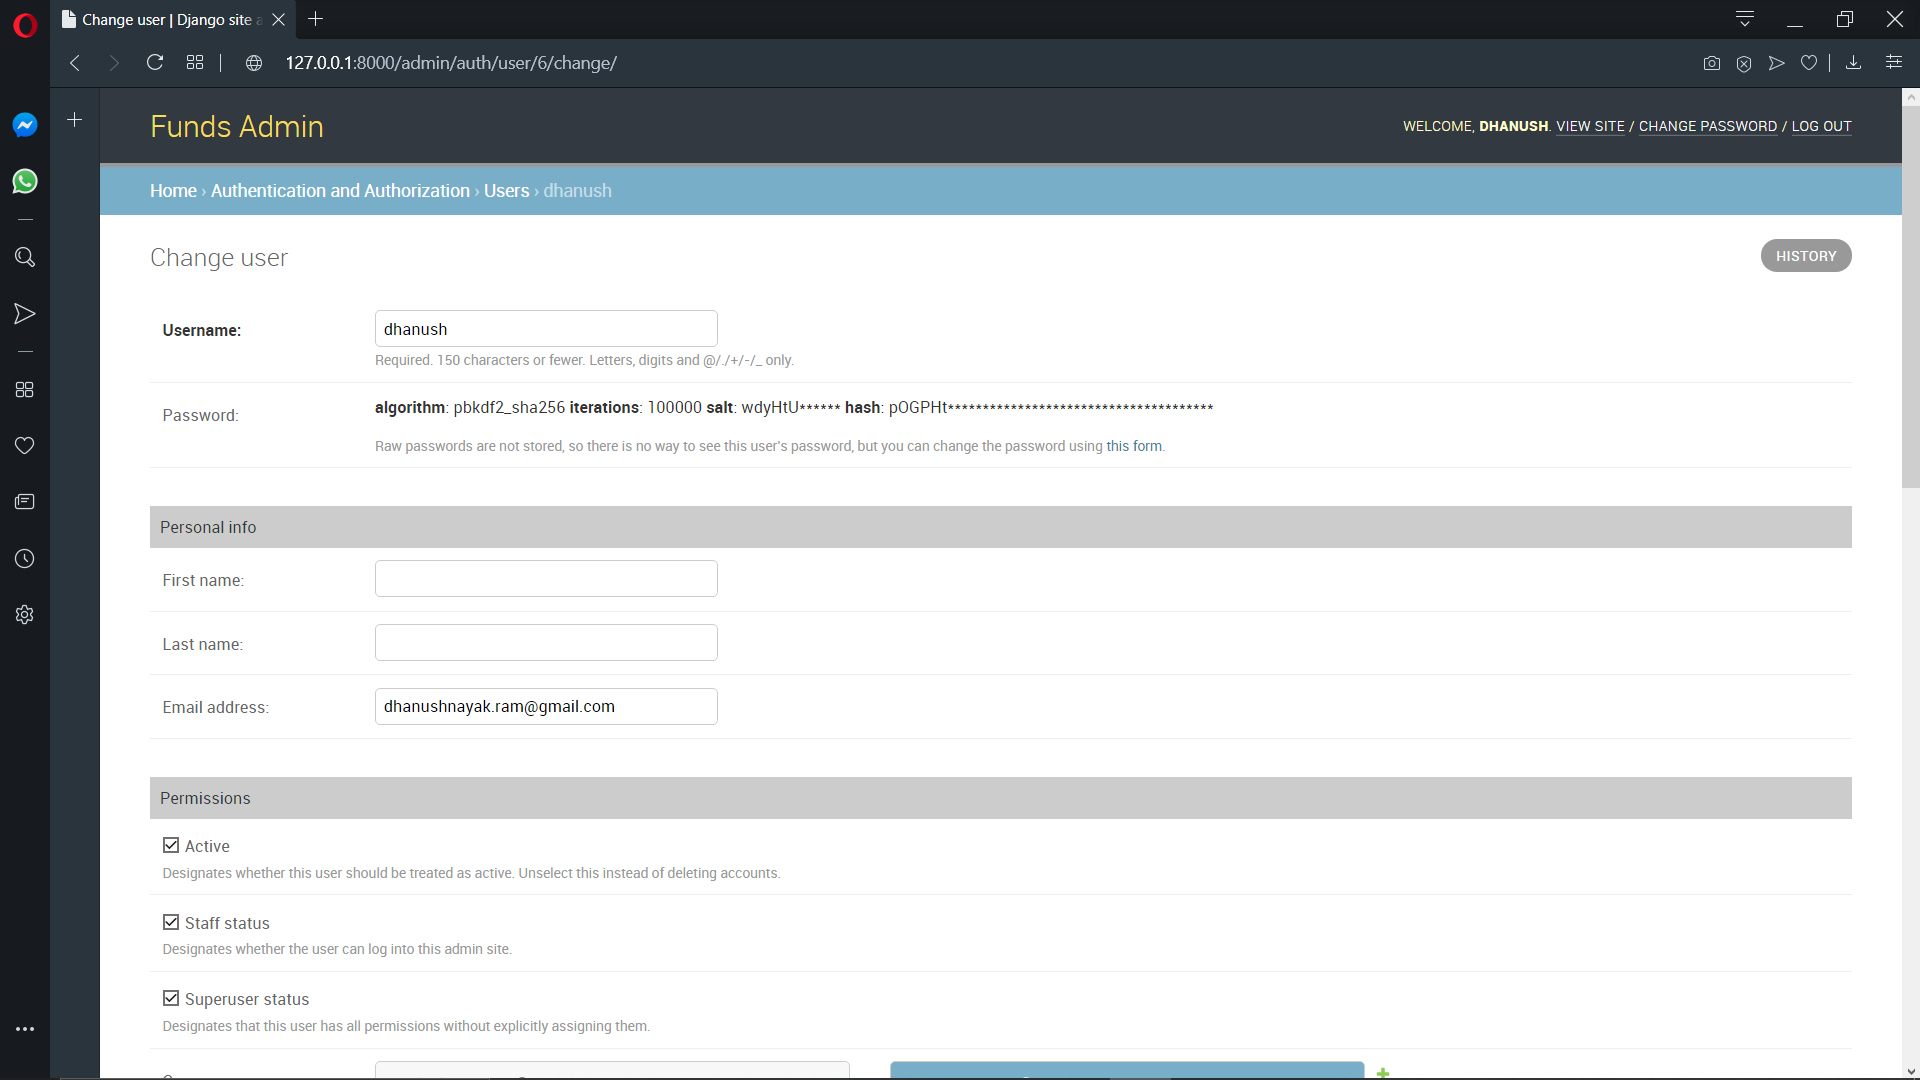 Change user | Django site a
127.0.0.1:8000/admin/auth/user/6/change/
Funds Admin
WELCOME, DHANUSH. VIEW SITE / CHANGE PASSWORD / LOG OUT
Home › Authentication and Authorization › Users › dhanush
Change user
HISTORY
Username:
dhanush
Required. 150 characters or fewer. Letters, digits and @/./+/-/_ only.
Password:
algorithm: pbkdf2_sha256 iterations: 100000 salt: wdyHtU****** hash: pOGPHt**************************************
Raw passwords are not stored, so there is no way to see this user's password, but you can change the password using this form.
Personal info
First name:
Last name:
Email address:
dhanushnayak.ram@gmail.com
Permissions
Active
Designates whether this user should be treated as active. Unselect this instead of deleting accounts.
Staff status
Designates whether the user can log into this admin site.
Superuser status
Designates that this user has all permissions without explicitly assigning them.